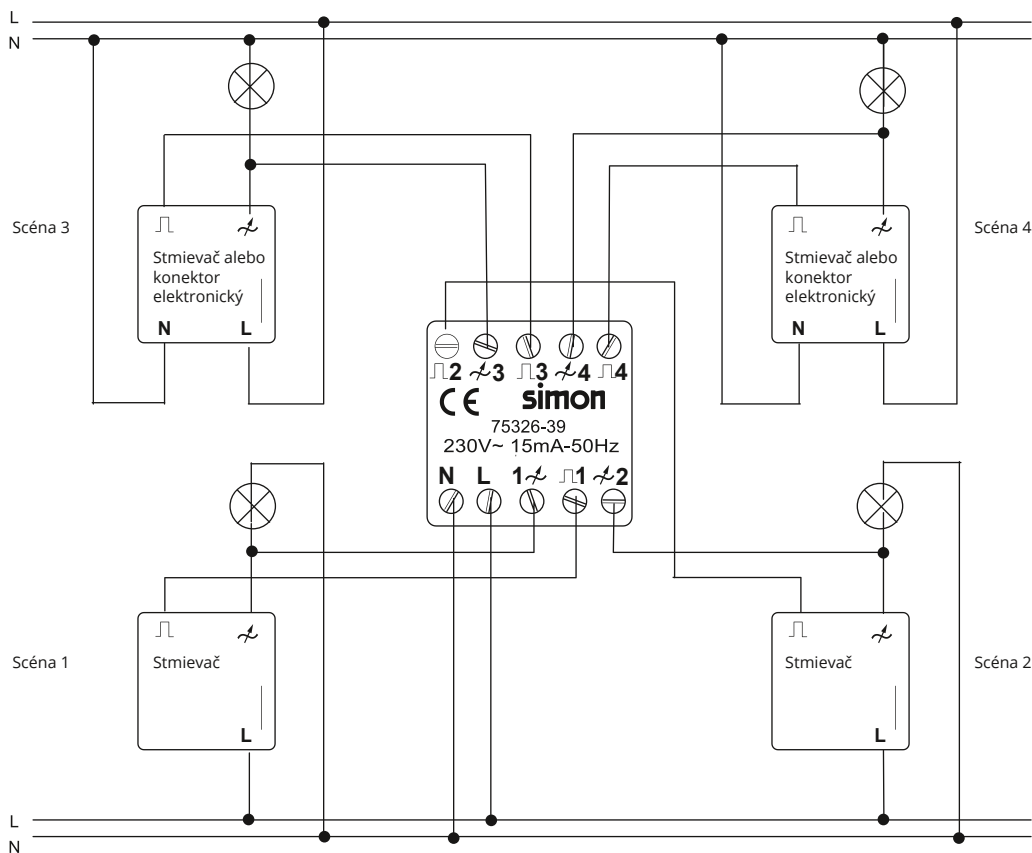 L
N
Scéna 3
Stmievač alebo
konektor
elektronický
N L
Scéna 4
Stmievač alebo
konektor
elektronický
N L
2 3 3 4 4
CE simon
75326-39
230V~ 15mA-50Hz
N L 1 1 2
Scéna 1
Stmievač
L
Scéna 2
Stmievač
L
L
N